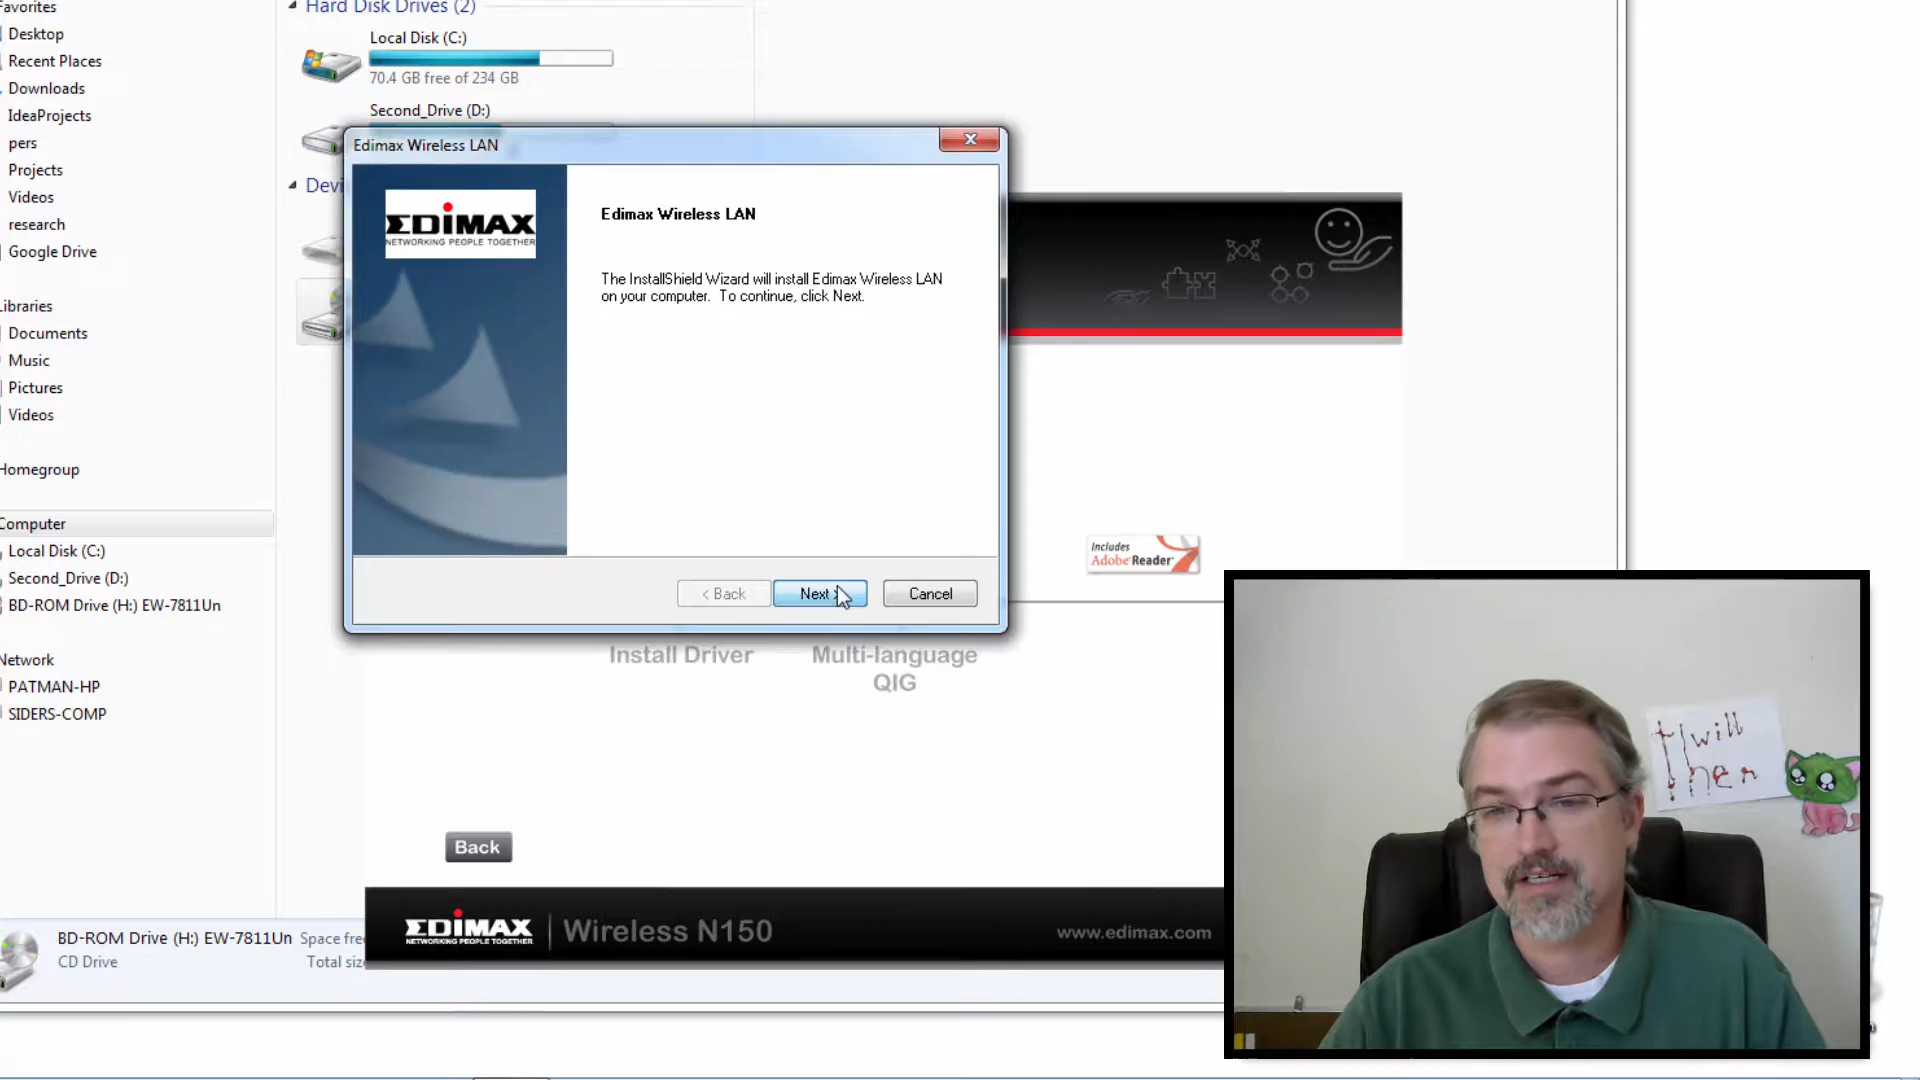 Favorites
Desktop
Recent Places
Downloads
IdeaProjects
pers
Projects
Videos
research
Google Drive
Libraries
Documents
Music
Pictures
Videos
Homegroup
Computer
Local Disk (C:)
Second_Drive (D:)
BD-ROM Drive (H:) EW-7811Un
Network
PATMAN-HP
SIDERS-COMP
Hard Disk Drives (2)
Local Disk (C:)
70.4 GB free of 234 GB
Second_Drive (D:)
Devi
Edimax Wireless LAN
EDIMAX
NETWORKING PEOPLE TOGETHER
Edimax Wireless LAN
The InstallShield Wizard will install Edimax Wireless LAN
on your computer. To continue, click Next.
< Back
Next >
Cancel
Includes
Adobe Reader
Install Driver
Multi-language
QIG
Back
EDIMAX
NETWORKING PEOPLE TOGETHER
Wireless N150
www.edimax.com
BD-ROM Drive (H:) EW-7811Un
Space fre
CD Drive
Total size
will